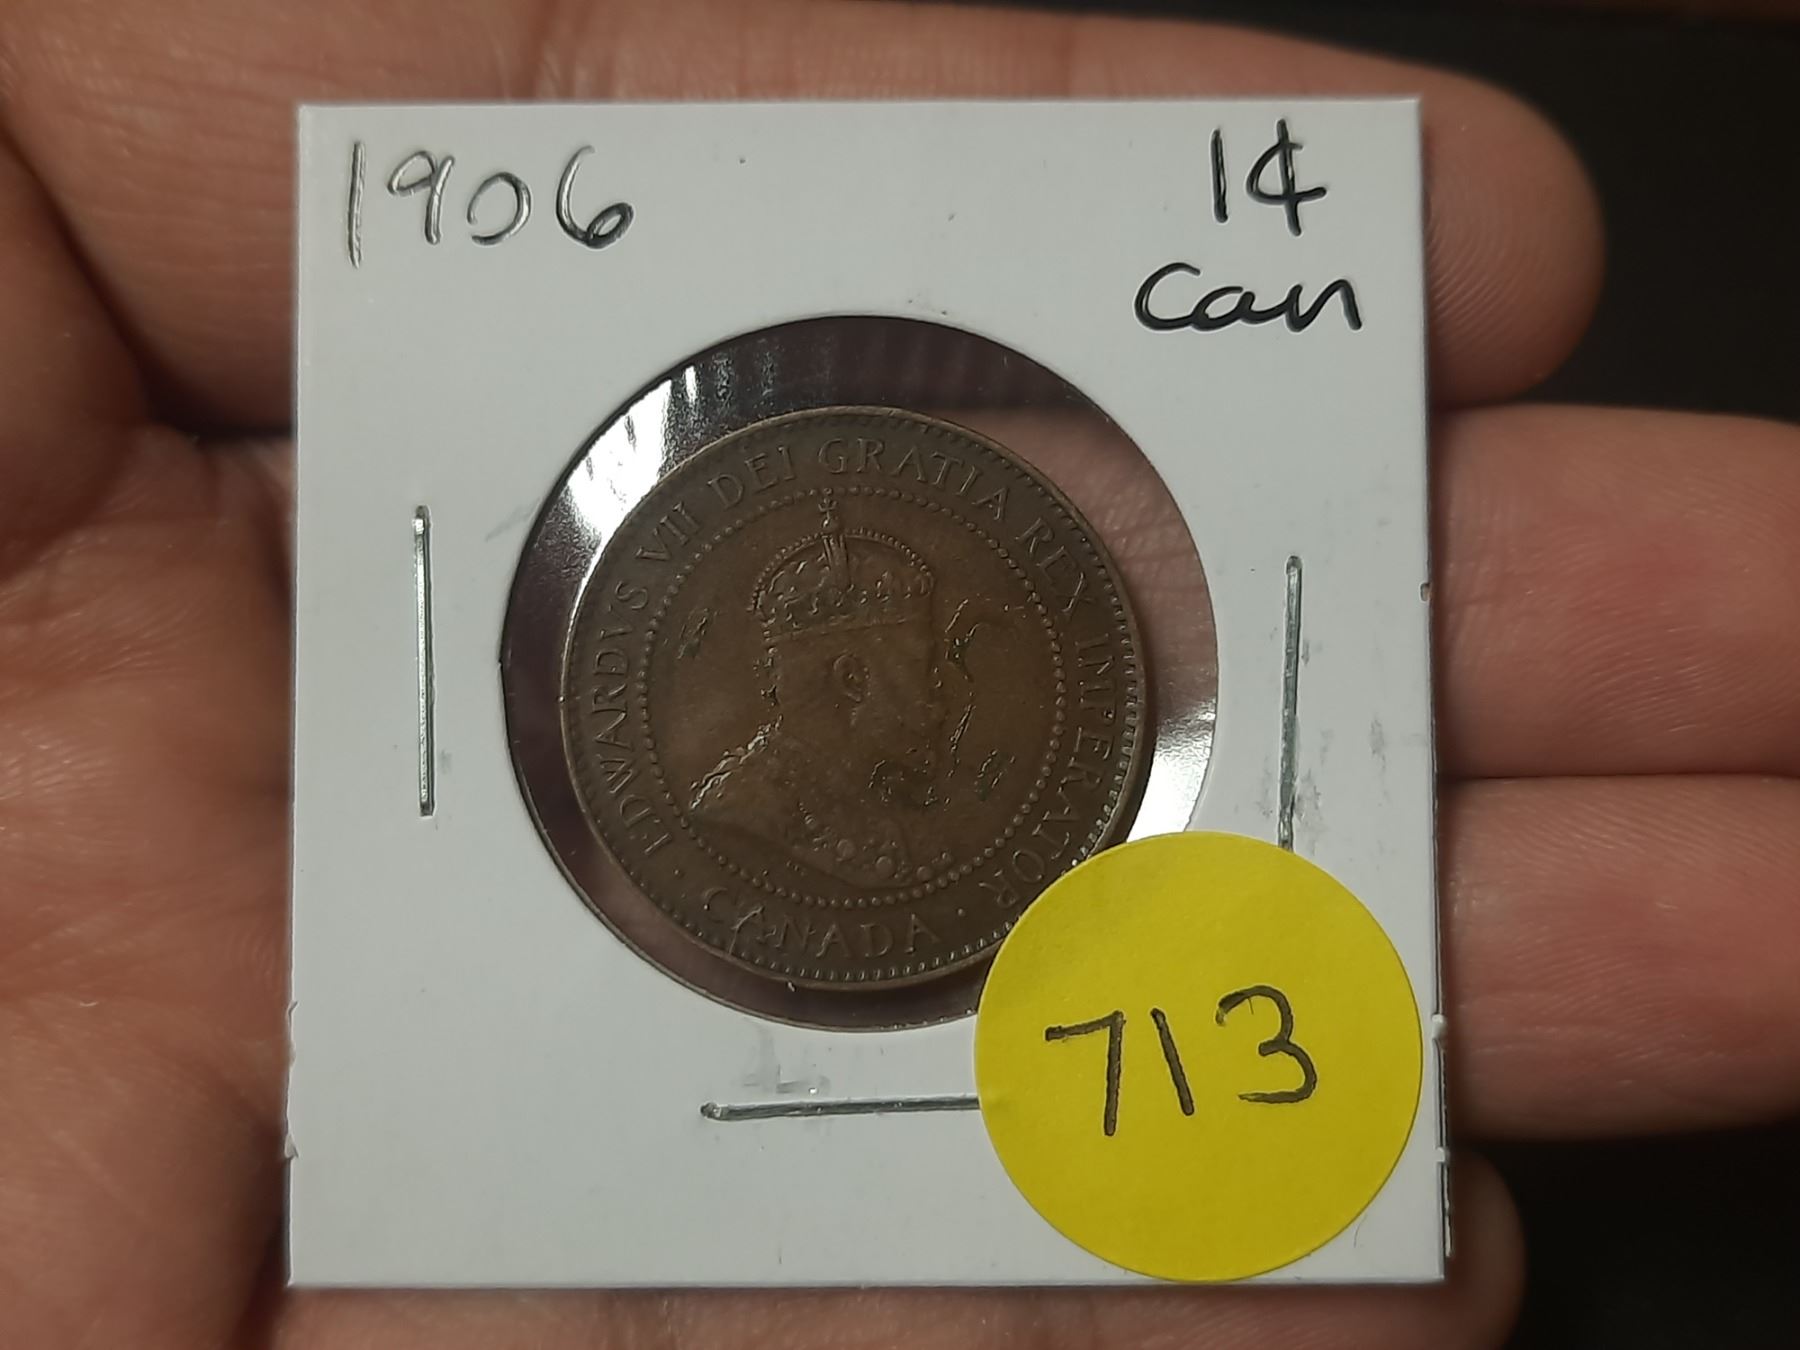 1906
1¢
Can
EDWARDVS VII DEI GRATIA REX IMPERATOR
· CANADA ·
713